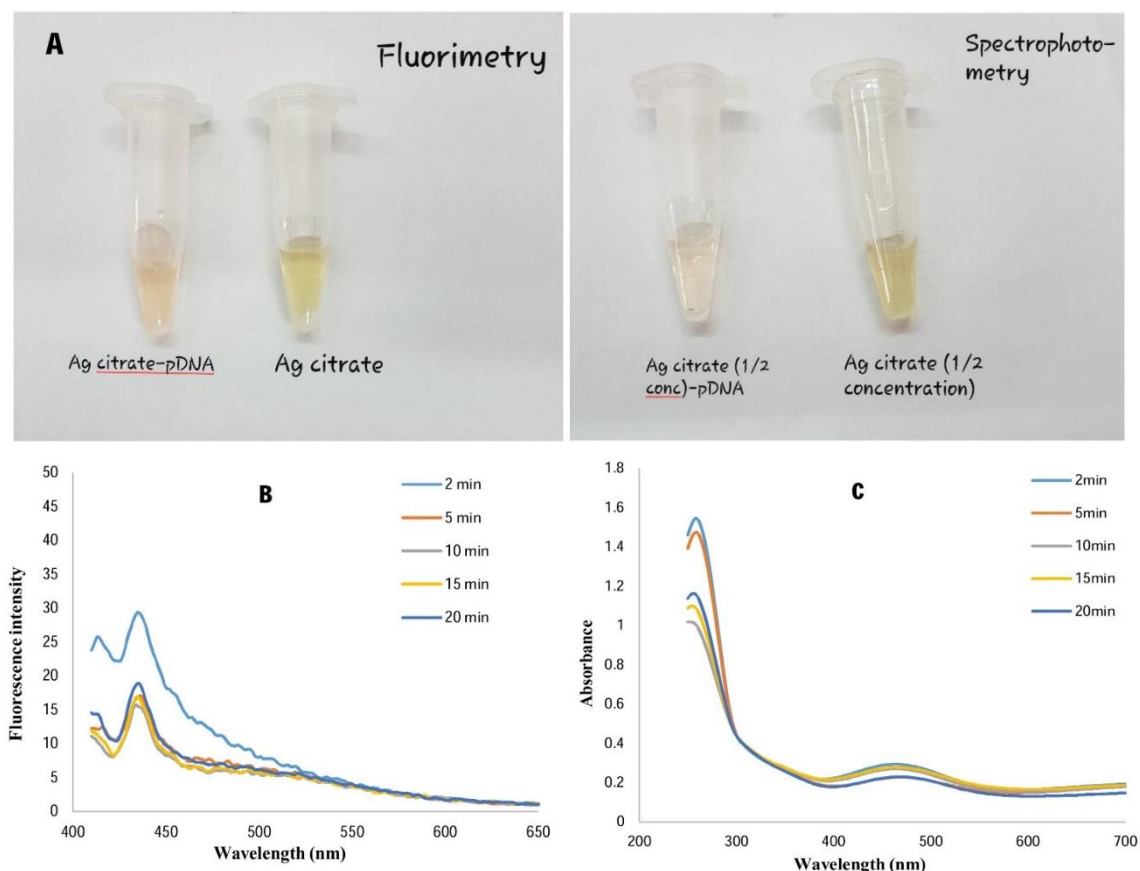 A
Fluorimetry
Ag citrate-pDNA
Ag citrate
Spectrophoto-
metry
Ag citrate (1/2
conc)-pDNA
Ag citrate (1/2
concentration)
B
50
45
40
35
30
25
20
15
10
5
0
400
450
500
550
600
650
Fluorescence intensity
Wavelength (nm)
2 min
5 min
10 min
15 min
20 min
C
1.8
1.6
1.4
1.2
1
0.8
0.6
0.4
0.2
0
200
300
400
500
600
700
Absorbance
Wavelength (nm)
2min
5min
10min
15min
20min